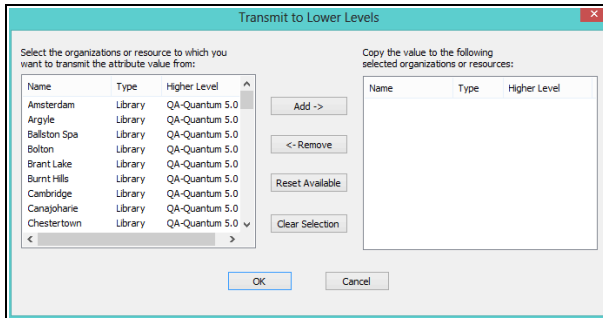 Transmit to Lower Levels
Select the organizations or resource to which you
want to transmit the attribute value from:
Name Type Higher Level
Amsterdam Library QA-Quantum 5.0
Argyle Library QA-Quantum 5.0
Ballston Spa Library QA-Quantum 5.0
Bolton Library QA-Quantum 5.0
Brant Lake Library QA-Quantum 5.0
Burnt Hills Library QA-Quantum 5.0
Cambridge Library QA-Quantum 5.0
Canajoharie Library QA-Quantum 5.0
Chestertown Library QA-Quantum 5.0
Add ->
<- Remove
Reset Available
Clear Selection
Copy the value to the following
selected organizations or resources:
Name Type Higher Level
OK Cancel